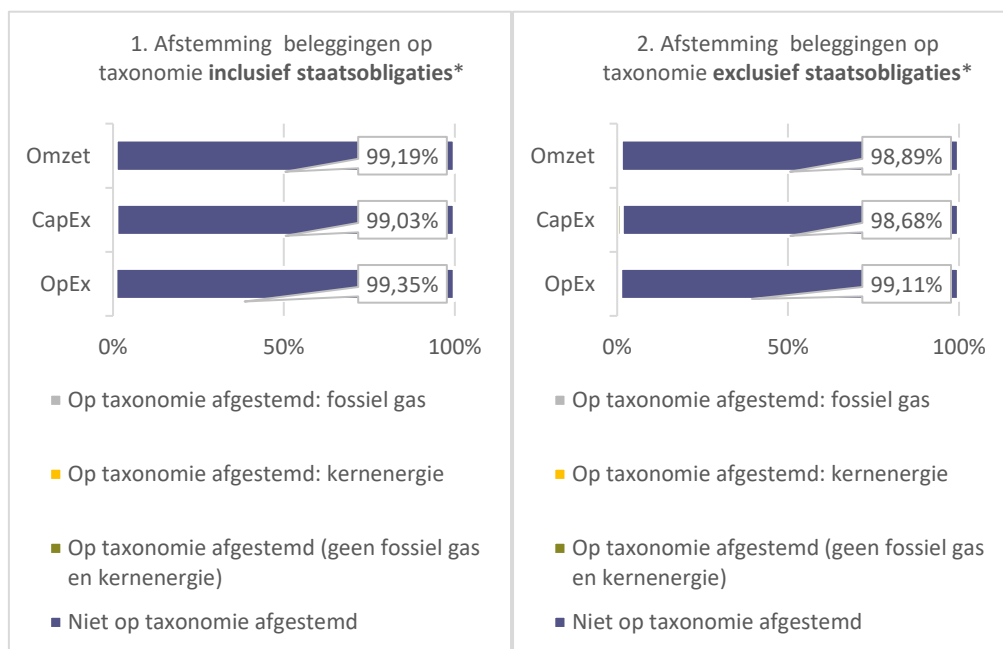 1. Afstemming beleggingen op
taxonomie inclusief staatsobligaties*
Omzet
99,19%
CapEx
99,03%
OpEx
99,35%
0%
50%
100%
Op taxonomie afgestemd: fossiel gas
Op taxonomie afgestemd: kernenergie
Op taxonomie afgestemd (geen fossiel gas
en kernenergie)
Niet op taxonomie afgestemd
2. Afstemming beleggingen op
taxonomie exclusief staatsobligaties*
Omzet
98,89%
CapEx
98,68%
OpEx
99,11%
0%
50%
100%
Op taxonomie afgestemd: fossiel gas
Op taxonomie afgestemd: kernenergie
Op taxonomie afgestemd (geen fossiel gas
en kernenergie)
Niet op taxonomie afgestemd